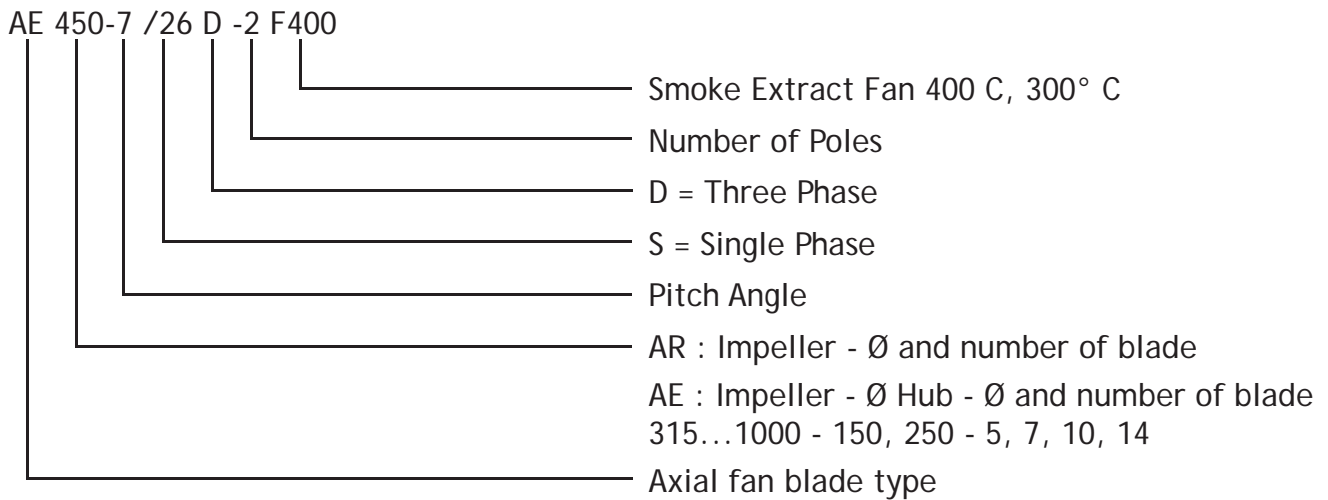 AE 450-7 /26 D -2 F400
Smoke Extract Fan 400 C, 300° C
Number of Poles
D = Three Phase
S = Single Phase
Pitch Angle
AR : Impeller - Ø and number of blade
AE : Impeller - Ø Hub - Ø and number of blade
315...1000 - 150, 250 - 5, 7, 10, 14
Axial fan blade type